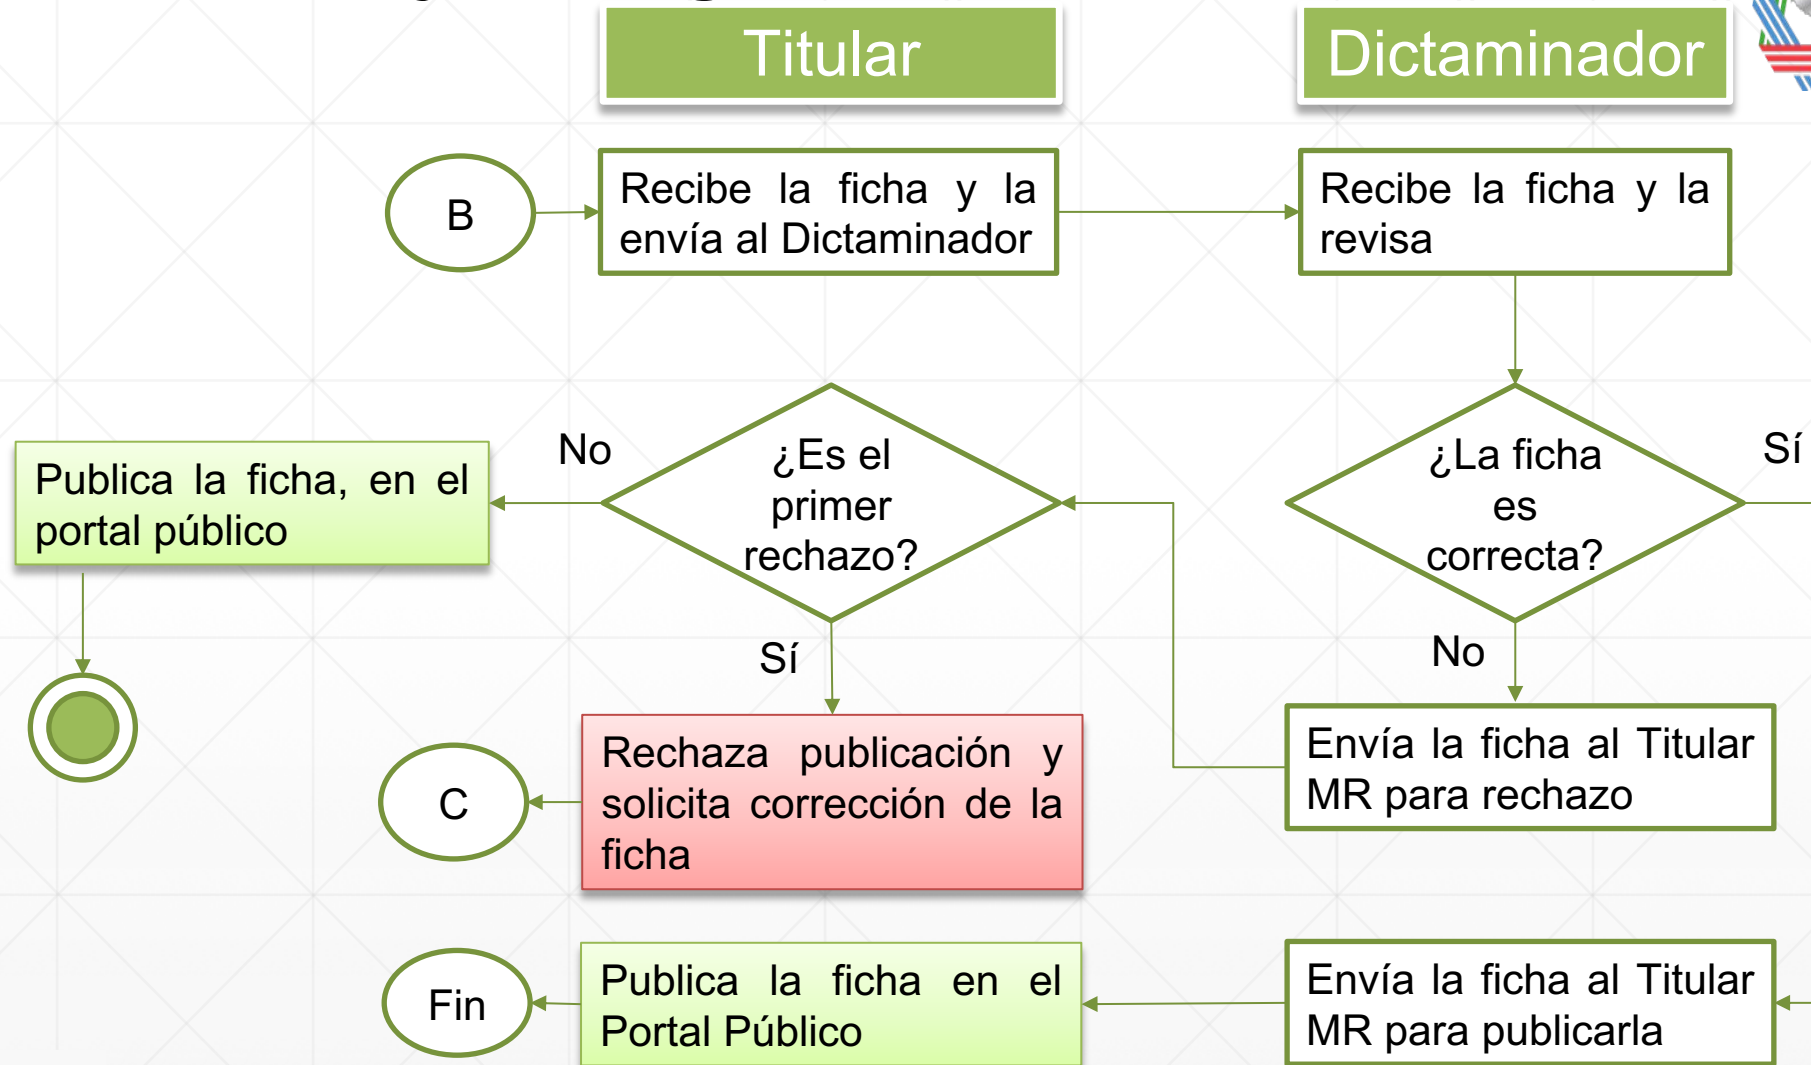 Titular
Dictaminador
B
Recibe la ficha y la
envía al Dictaminador
Recibe la ficha y la
revisa
No
¿Es el
primer
rechazo?
¿La ficha
es
correcta?
Sí
Publica la ficha, en el
portal público
Sí
No
C
Rechaza publicación y
solicita corrección de la
ficha
Envía la ficha al Titular
MR para rechazo
Fin
Publica la ficha en el
Portal Público
Envía la ficha al Titular
MR para publicarla